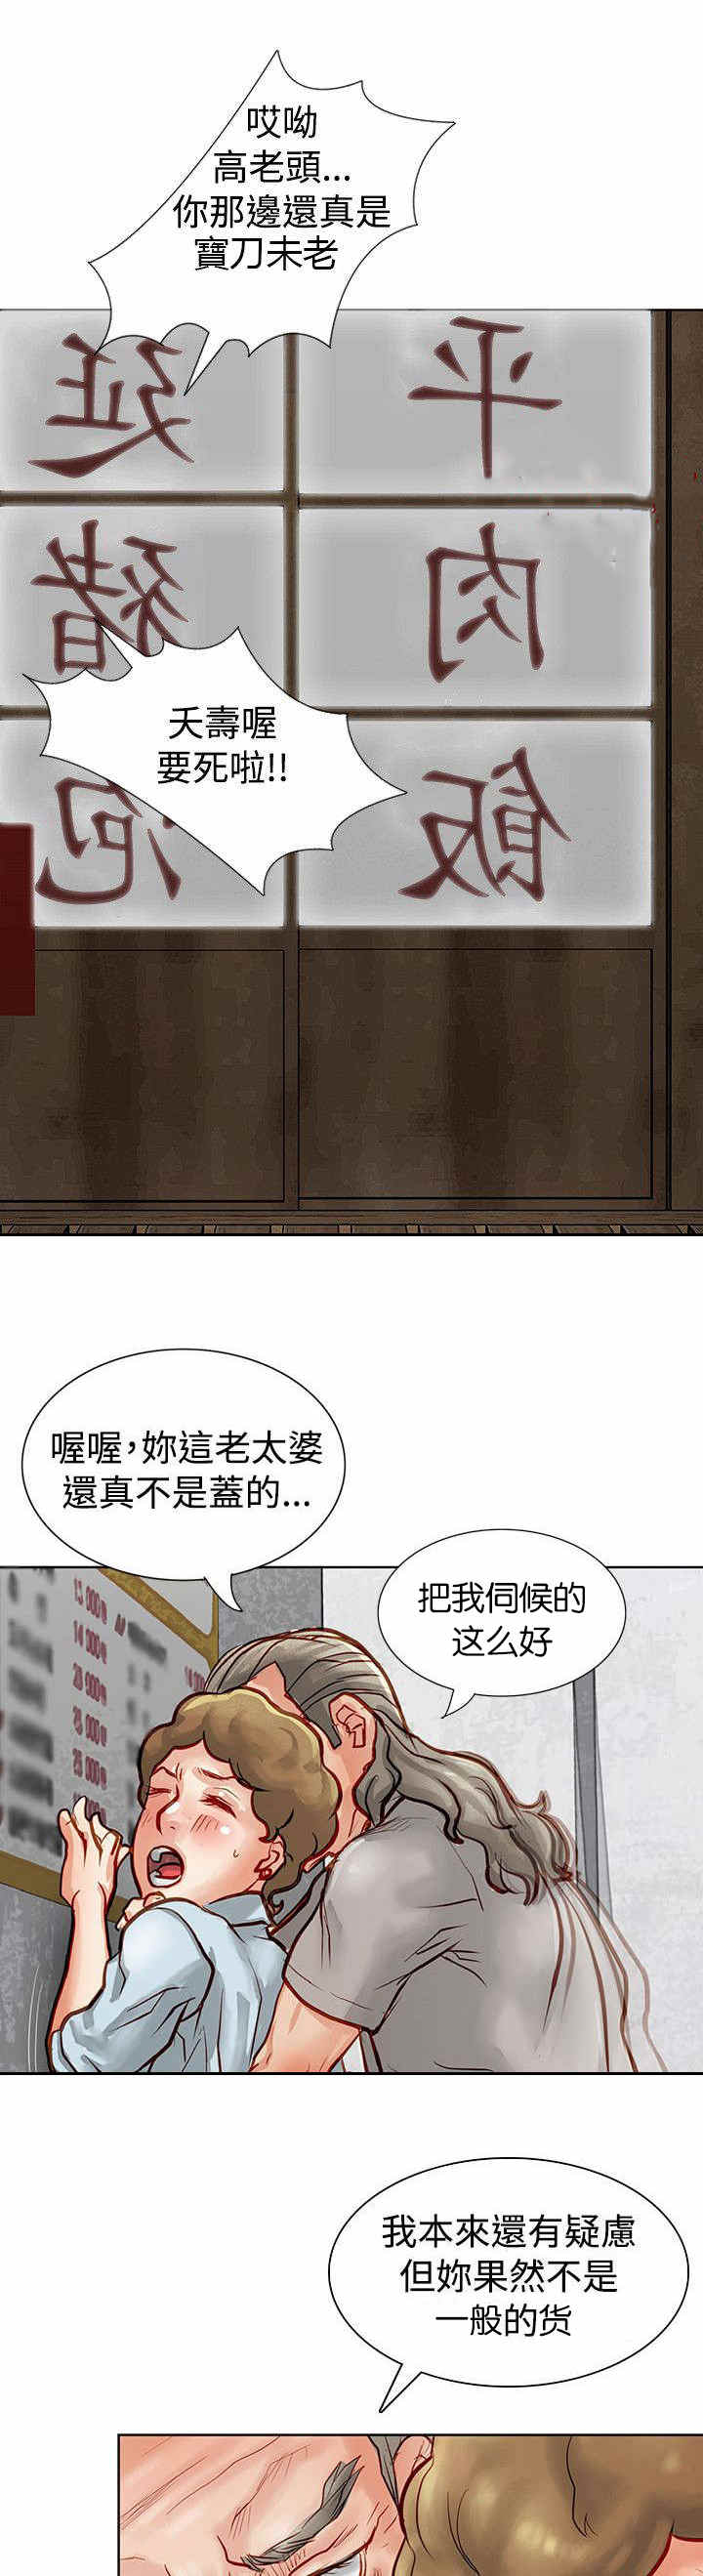 哎呦
高老頭...
你那邊還真是
寶刀未老
延
平
豬
肉
夭壽喔
要死啦!!
泡
飯
喔喔，妳這老太婆
還真不是蓋的...
把我伺候的
这么好
我本來還有疑慮
但妳果然不是
一般的货